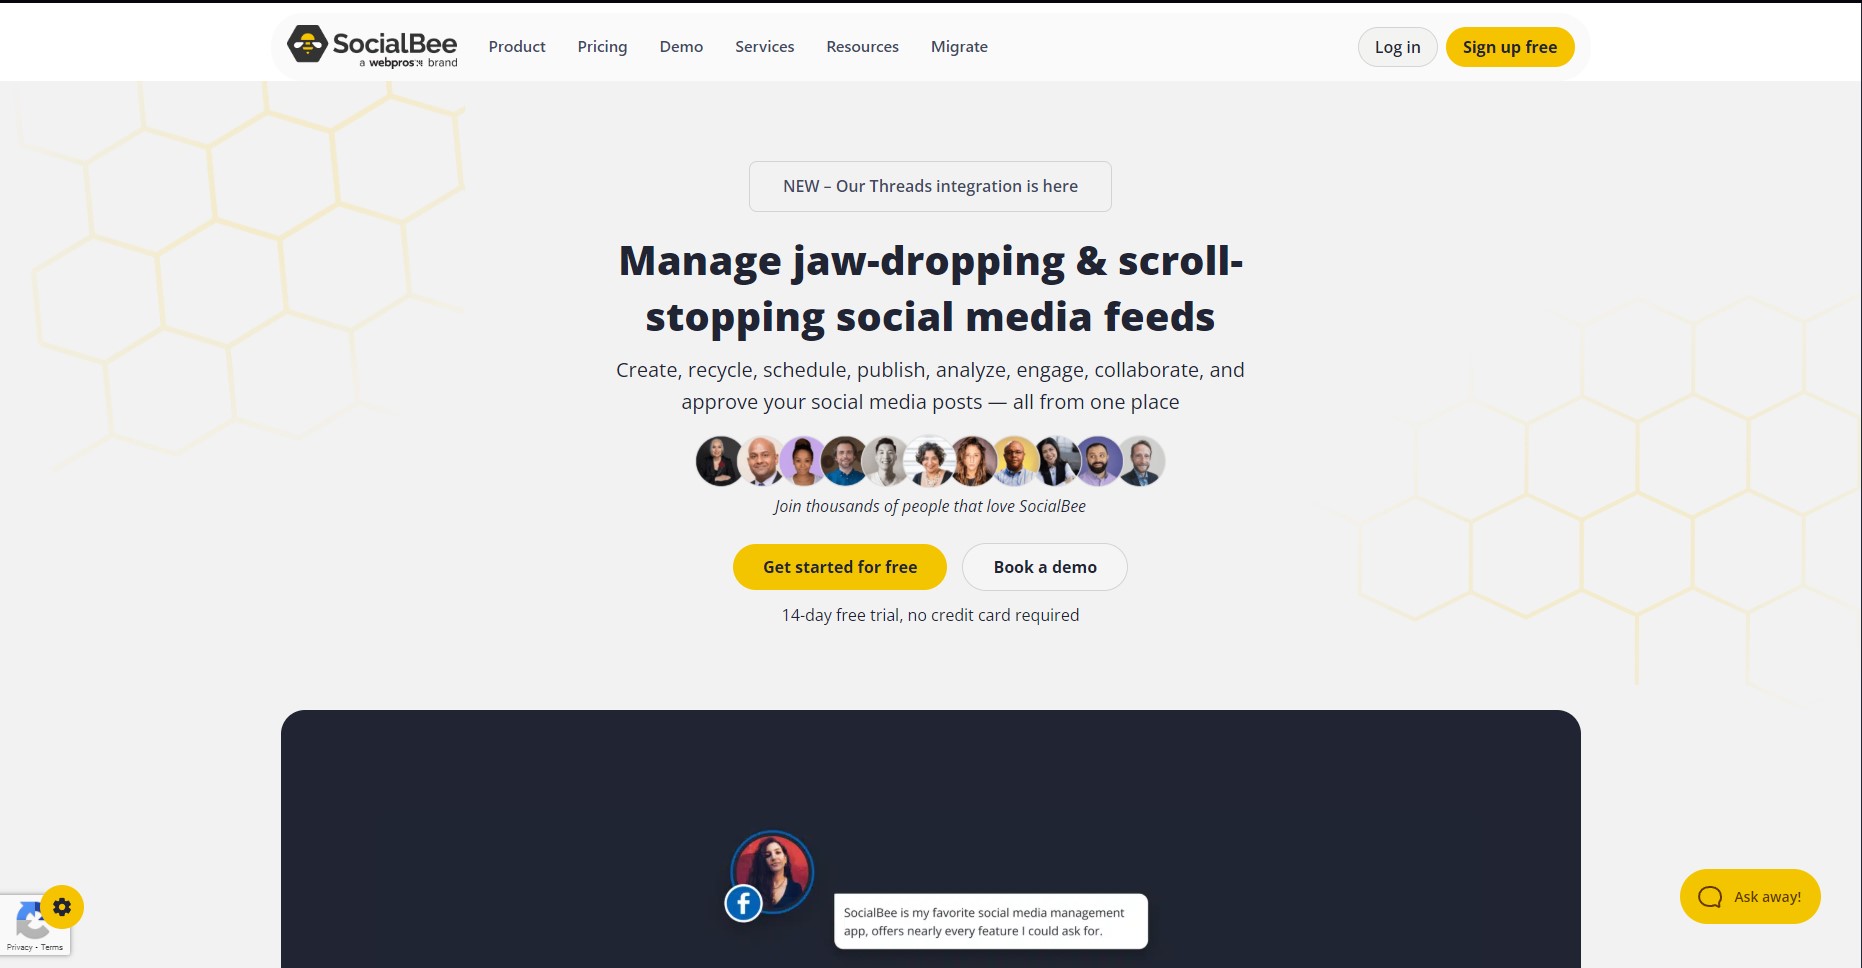 SocialBee
a webpros brand
Product
Pricing
Demo
Services
Resources
Migrate
Log in
Sign up free
NEW – Our Threads integration is here
Manage jaw-dropping & scroll-
stopping social media feeds
Create, recycle, schedule, publish, analyze, engage, collaborate, and
approve your social media posts — all from one place
Join thousands of people that love SocialBee
Get started for free
Book a demo
14-day free trial, no credit card required
SocialBee is my favorite social media management
app, offers nearly every feature I could ask for.
Ask away!
Privacy - Terms